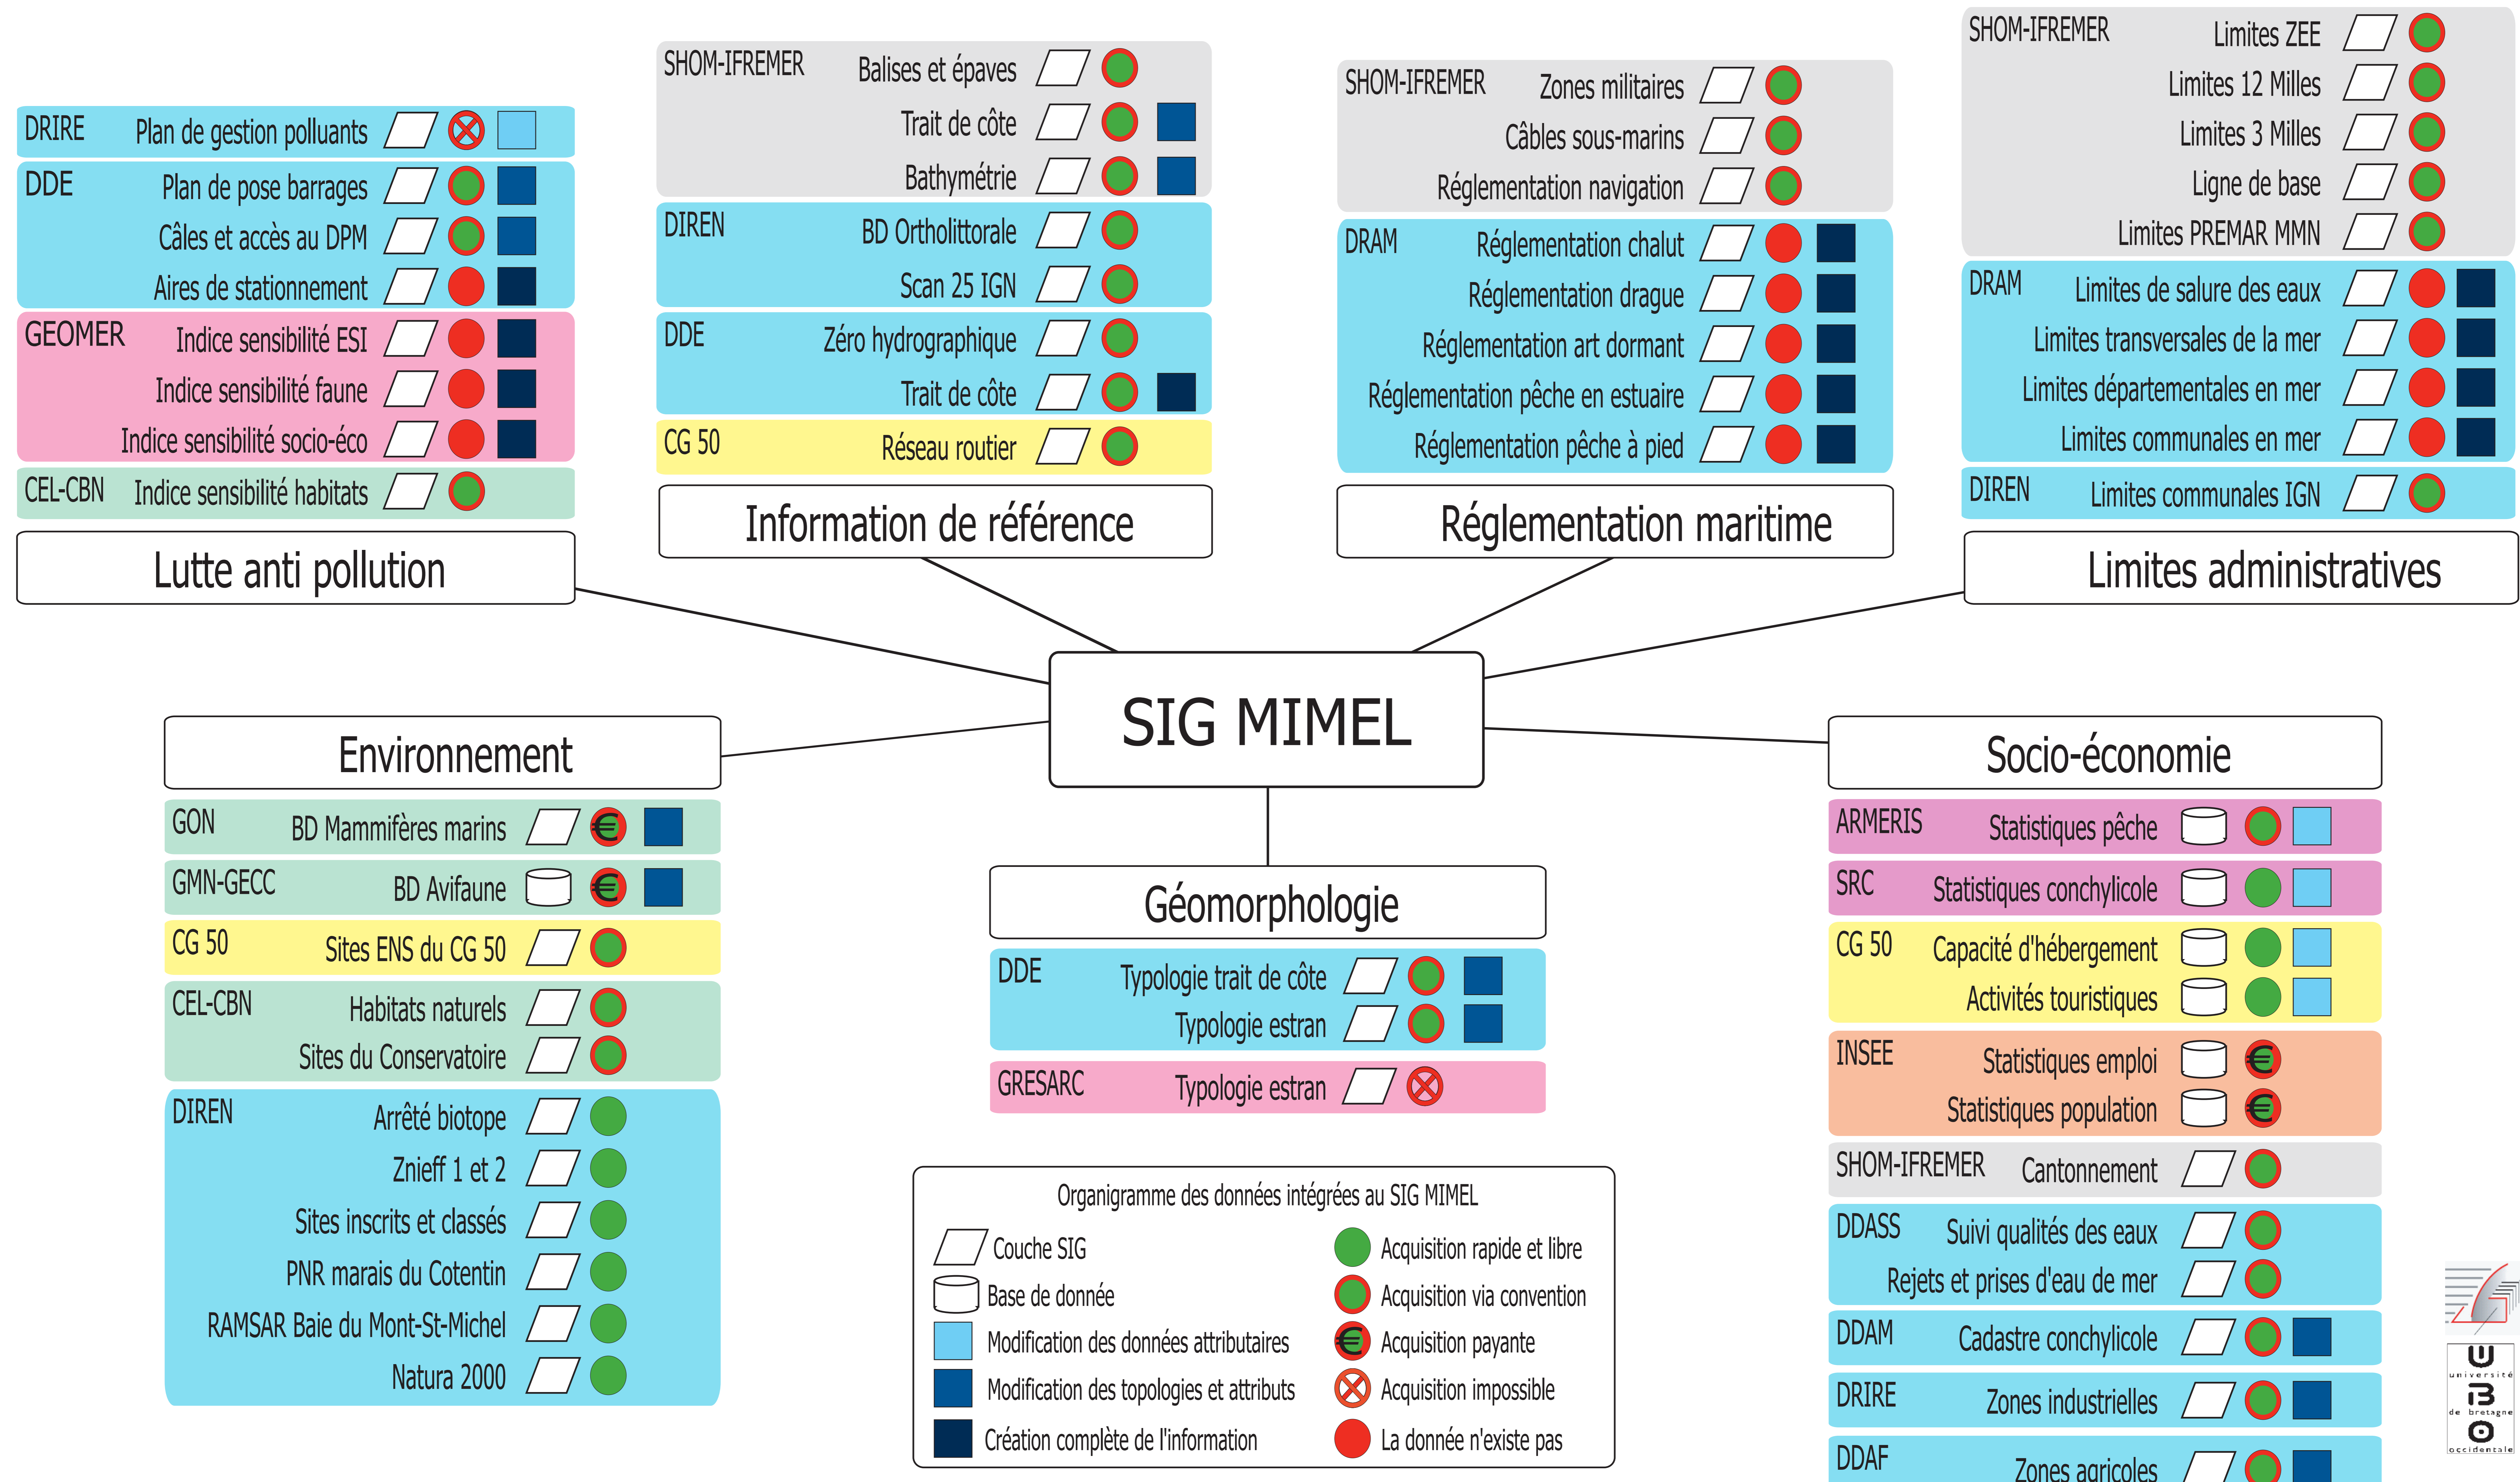 DRIRE Plan de gestion polluants
DDE Plan de pose barrages
Câles et accès au DPM
Aires de stationnement
GEOMER Indice sensibilité ESI
Indice sensibilité faune
Indice sensibilité socio-éco
CEL-CBN Indice sensibilité habitats
Lutte anti pollution
SHOM-IFREMER Balises et épaves
Trait de côte
Bathymétrie
DIREN BD Ortholittorale
Scan 25 IGN
DDE Zéro hydrographique
Trait de côte
CG 50 Réseau routier
Information de référence
SHOM-IFREMER Zones militaires
Câbles sous-marins
Réglementation navigation
DRAM Réglementation chalut
Réglementation drague
Réglementation art dormant
Réglementation pêche en estuaire
Réglementation pêche à pied
Réglementation maritime
SHOM-IFREMER Limites ZEE
Limites 12 Milles
Limites 3 Milles
Ligne de base
Limites PREMAR MMN
DRAM Limites de salure des eaux
Limites transversales de la mer
Limites départementales en mer
Limites communales en mer
DIREN Limites communales IGN
Limites administratives
SIG MIMEL
Environnement
GON BD Mammifères marins €
GMN-GECC BD Avifaune €
CG 50 Sites ENS du CG 50
CEL-CBN Habitats naturels
Sites du Conservatoire
DIREN Arrêté biotope
Znieff 1 et 2
Sites inscrits et classés
PNR marais du Cotentin
RAMSAR Baie du Mont-St-Michel
Natura 2000
Géomorphologie
DDE Typologie trait de côte
Typologie estran
GRESARC Typologie estran
Organigramme des données intégrées au SIG MIMEL
Couche SIG
Base de donnée
Modification des données attributaires
Modification des topologies et attributs
Création complète de l'information
Acquisition rapide et libre
Acquisition via convention
€ Acquisition payante
Acquisition impossible
La donnée n'existe pas
Socio-économie
ARMERIS Statistiques pêche
SRC Statistiques conchylicole
CG 50 Capacité d'hébergement
Activités touristiques
INSEE Statistiques emploi €
Statistiques population €
SHOM-IFREMER Cantonnement
DDASS Suivi qualités des eaux
Rejets et prises d'eau de mer
DDAM Cadastre conchylicole
DRIRE Zones industrielles
DDAF Zones agricoles
U
université
B
de bretagne
O
occidentale